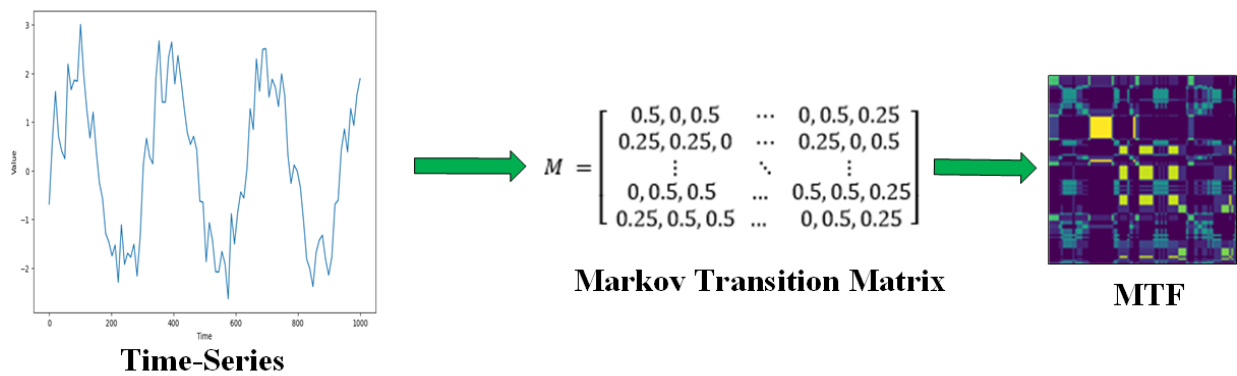 3
2
1
0
−1
−2
Value
0 200 400 600 800 1000
Time
Time-Series
M =
0.5, 0, 0.5 ⋯ 0, 0.5, 0.25
0.25, 0.25, 0 ⋯ 0.25, 0, 0.5
⋮ ⋱ ⋮
0, 0.5, 0.5 ... 0.5, 0.5, 0.25
0.25, 0.5, 0.5 ... 0, 0.5, 0.25
Markov Transition Matrix
MTF